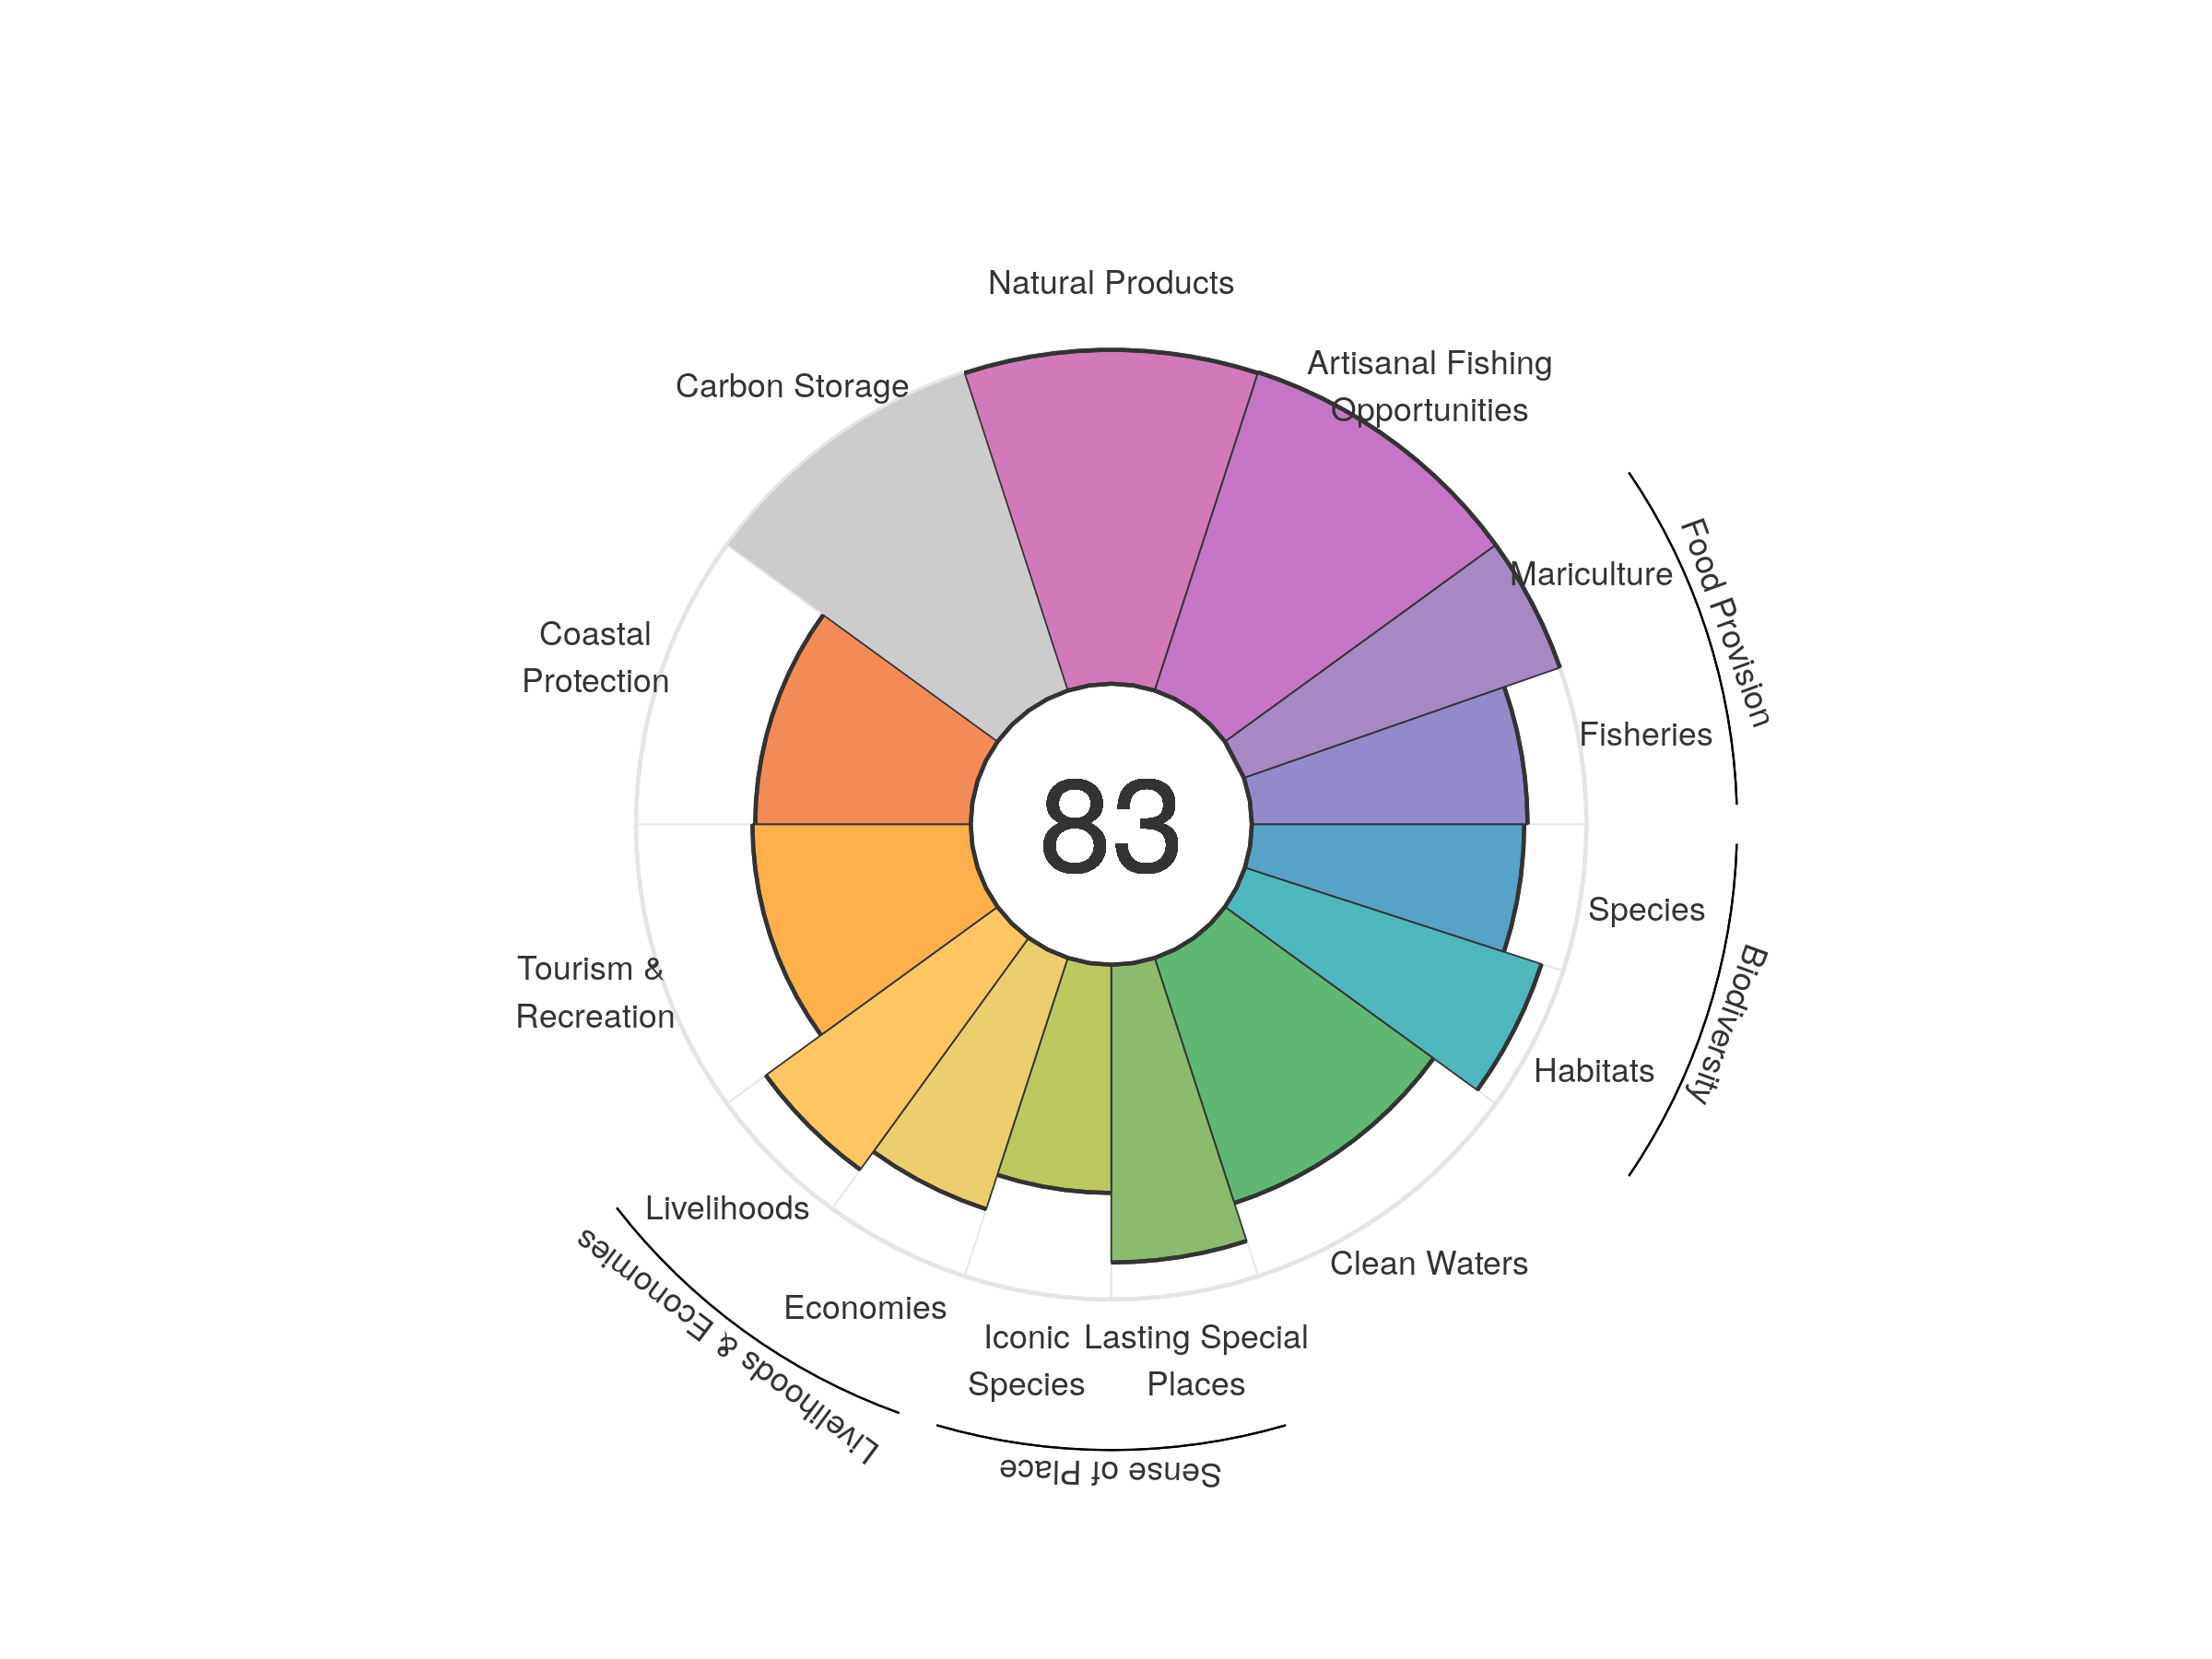 Natural Products
Carbon Storage
Artisanal Fishing
Opportunities
Mariculture
Food Provision
Fisheries
Coastal
Protection
83
Species
Biodiversity
Habitats
Tourism &
Recreation
Livelihoods
Livelihoods & Economies
Economies
Clean Waters
Iconic
Species
Lasting Special
Places
Sense of Place